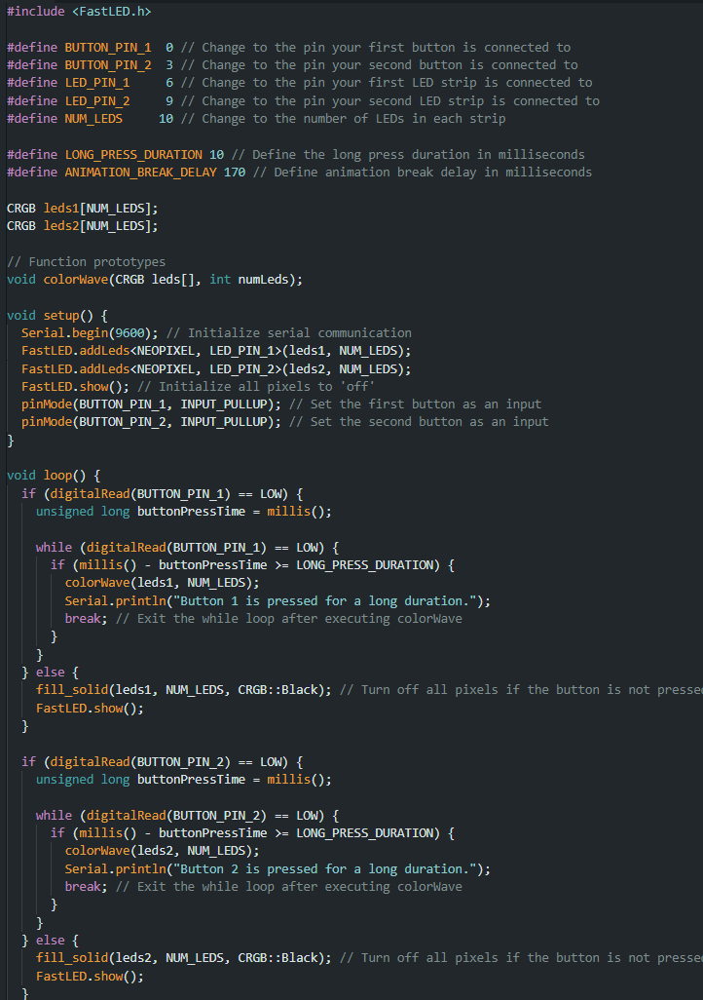 #include <FastLED.h>

#define BUTTON_PIN_1  0 // Change to the pin your first button is connected to
#define BUTTON_PIN_2  3 // Change to the pin your second button is connected to
#define LED_PIN_1     6 // Change to the pin your first LED strip is connected to
#define LED_PIN_2     9 // Change to the pin your second LED strip is connected to
#define NUM_LEDS     10 // Change to the number of LEDs in each strip

#define LONG_PRESS_DURATION 10 // Define the long press duration in milliseconds
#define ANIMATION_BREAK_DELAY 170 // Define animation break delay in milliseconds

CRGB leds1[NUM_LEDS];
CRGB leds2[NUM_LEDS];

// Function prototypes
void colorWave(CRGB leds[], int numLeds);

void setup() {
  Serial.begin(9600); // Initialize serial communication
  FastLED.addLeds<NEOPIXEL, LED_PIN_1>(leds1, NUM_LEDS);
  FastLED.addLeds<NEOPIXEL, LED_PIN_2>(leds2, NUM_LEDS);
  FastLED.show(); // Initialize all pixels to 'off'
  pinMode(BUTTON_PIN_1, INPUT_PULLUP); // Set the first button as an input
  pinMode(BUTTON_PIN_2, INPUT_PULLUP); // Set the second button as an input
}

void loop() {
  if (digitalRead(BUTTON_PIN_1) == LOW) {
    unsigned long buttonPressTime = millis();

    while (digitalRead(BUTTON_PIN_1) == LOW) {
      if (millis() - buttonPressTime >= LONG_PRESS_DURATION) {
        colorWave(leds1, NUM_LEDS);
        Serial.println("Button 1 is pressed for a long duration.");
        break; // Exit the while loop after executing colorWave
      }
    }
  } else {
    fill_solid(leds1, NUM_LEDS, CRGB::Black); // Turn off all pixels if the button is not pressed
    FastLED.show();
  }

  if (digitalRead(BUTTON_PIN_2) == LOW) {
    unsigned long buttonPressTime = millis();

    while (digitalRead(BUTTON_PIN_2) == LOW) {
      if (millis() - buttonPressTime >= LONG_PRESS_DURATION) {
        colorWave(leds2, NUM_LEDS);
        Serial.println("Button 2 is pressed for a long duration.");
        break; // Exit the while loop after executing colorWave
      }
    }
  } else {
    fill_solid(leds2, NUM_LEDS, CRGB::Black); // Turn off all pixels if the button is not pressed
    FastLED.show();
  }